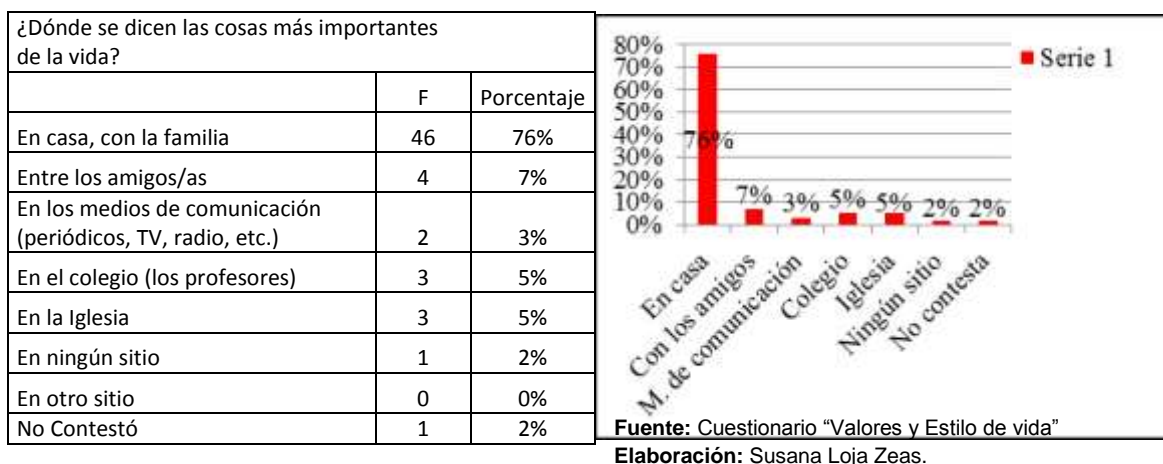 ¿Dónde se dicen las cosas más importantes
de la vida?
F Porcentaje
En casa, con la familia 46 76%
Entre los amigos/as 4 7%
En los medios de comunicación
(periódicos, TV, radio, etc.) 2 3%
En el colegio (los profesores) 3 5%
En la Iglesia 3 5%
En ningún sitio 1 2%
En otro sitio 0 0%
No Contestó 1 2%
80%
70%
60%
50%
40%
30%
20%
10%
0%
76%
7%
3%
5%
5%
2%
2%
En casa
Con los amigos
M. de comunicación
Colegio
Iglesia
Ningún sitio
No contesta
Serie 1
Fuente: Cuestionario “Valores y Estilo de vida”
Elaboración: Susana Loja Zeas.